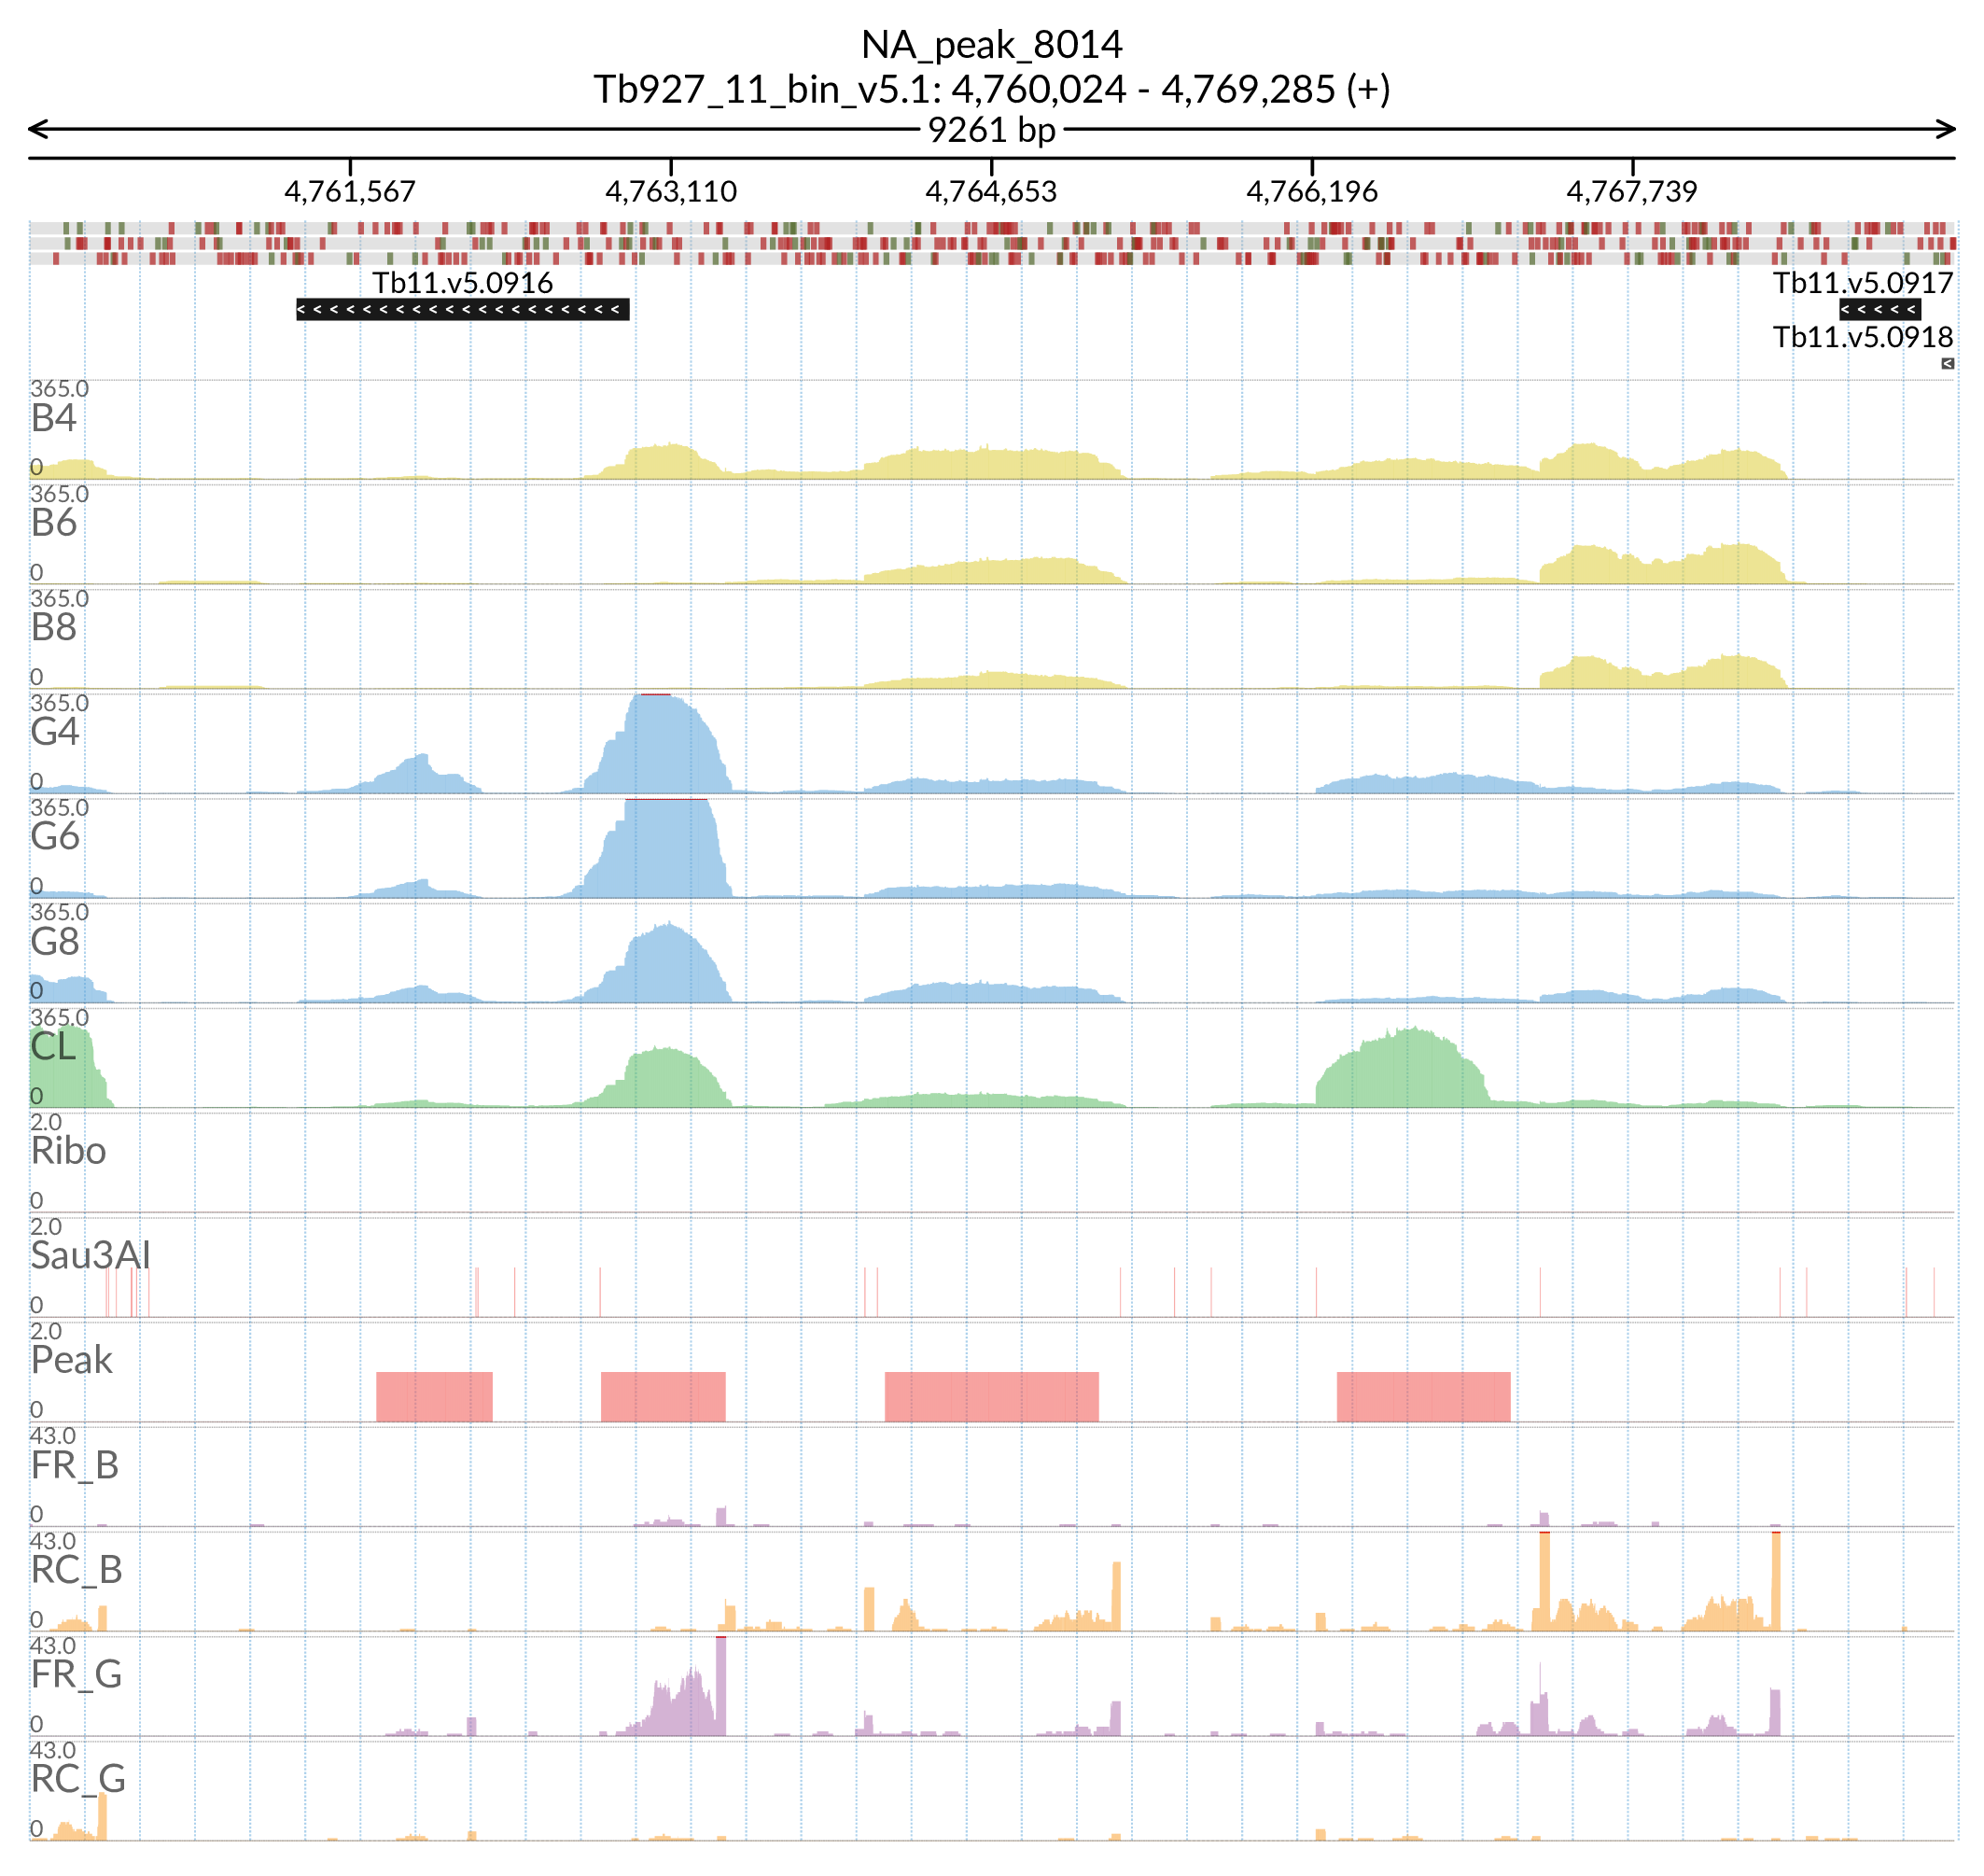 NA_peak_8014
Tb927_11_bin_v5.1: 4,760,024 - 4,769,285 (+)
9261 bp
4,761,567 4,763,110 4,764,653 4,766,196 4,767,739
Tb11.v5.0916 Tb11.v5.0917
Tb11.v5.0918
365.0
B4
0
365.0
B6
0
365.0
B8
0
365.0
G4
0
365.0
G6
0
365.0
G8
0
365.0
CL
0
2.0
Ribo
0
2.0
Sau3AI
0
2.0
Peak
0
43.0
FR_B
0
43.0
RC_B
0
43.0
FR_G
0
43.0
RC_G
0